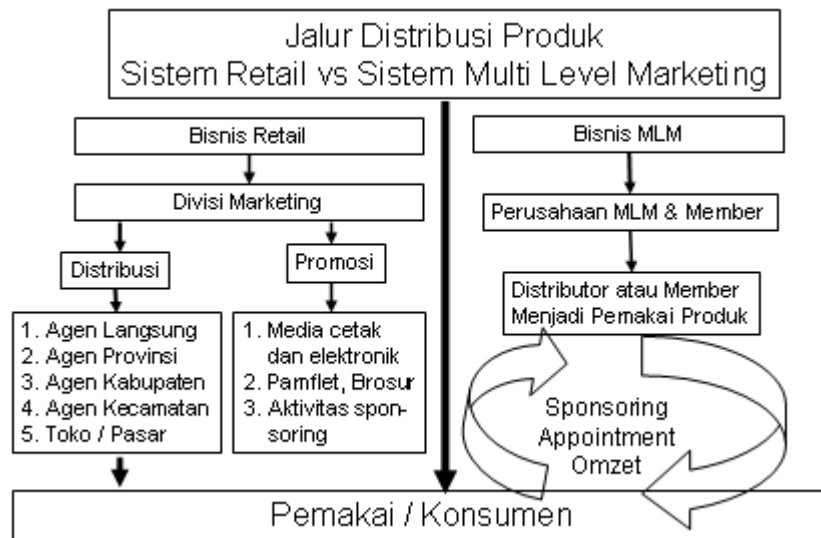 Jalur Distribusi Produk
Sistem Retail vs Sistem Multi Level Marketing
Bisnis Retail
Divisi Marketing
Distribusi
Promosi
1. Agen Langsung
2. Agen Provinsi
3. Agen Kabupaten
4. Agen Kecamatan
5. Toko / Pasar
1. Media cetak
dan elektronik
2. Pamflet, Brosur
3. Aktivitas spon-
soring
Bisnis MLM
Perusahaan MLM & Member
Distributor atau Member
Menjadi Pemakai Produk
Sponsoring
Appointment
Omzet
Pemakai / Konsumen